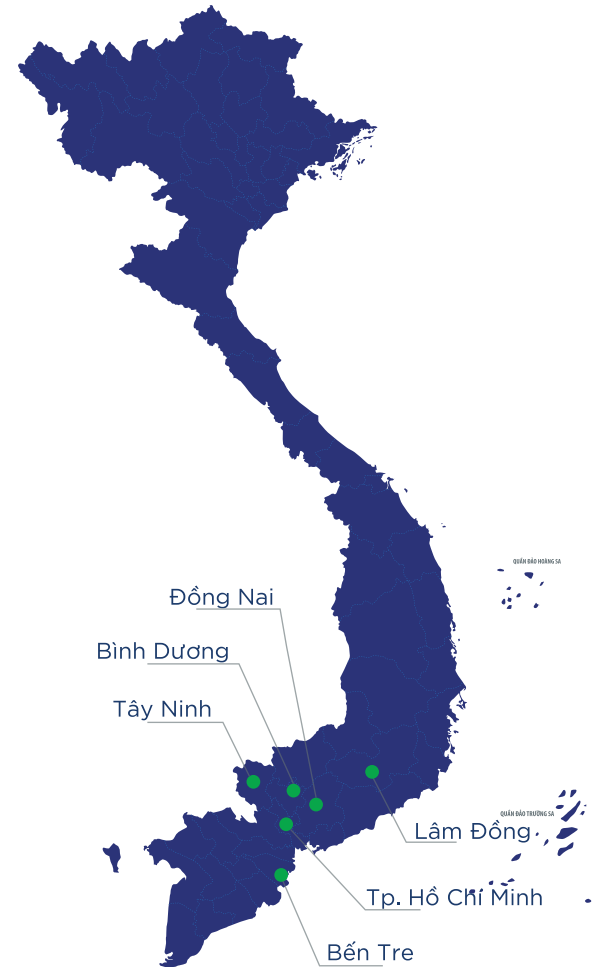 QUẦN ĐẢO HOÀNG SA
Đồng Nai
Bình Dương
Tây Ninh
QUẦN ĐẢO TRƯỜNG SA
Lâm Đồng
Tp. Hồ Chí Minh
Bến Tre